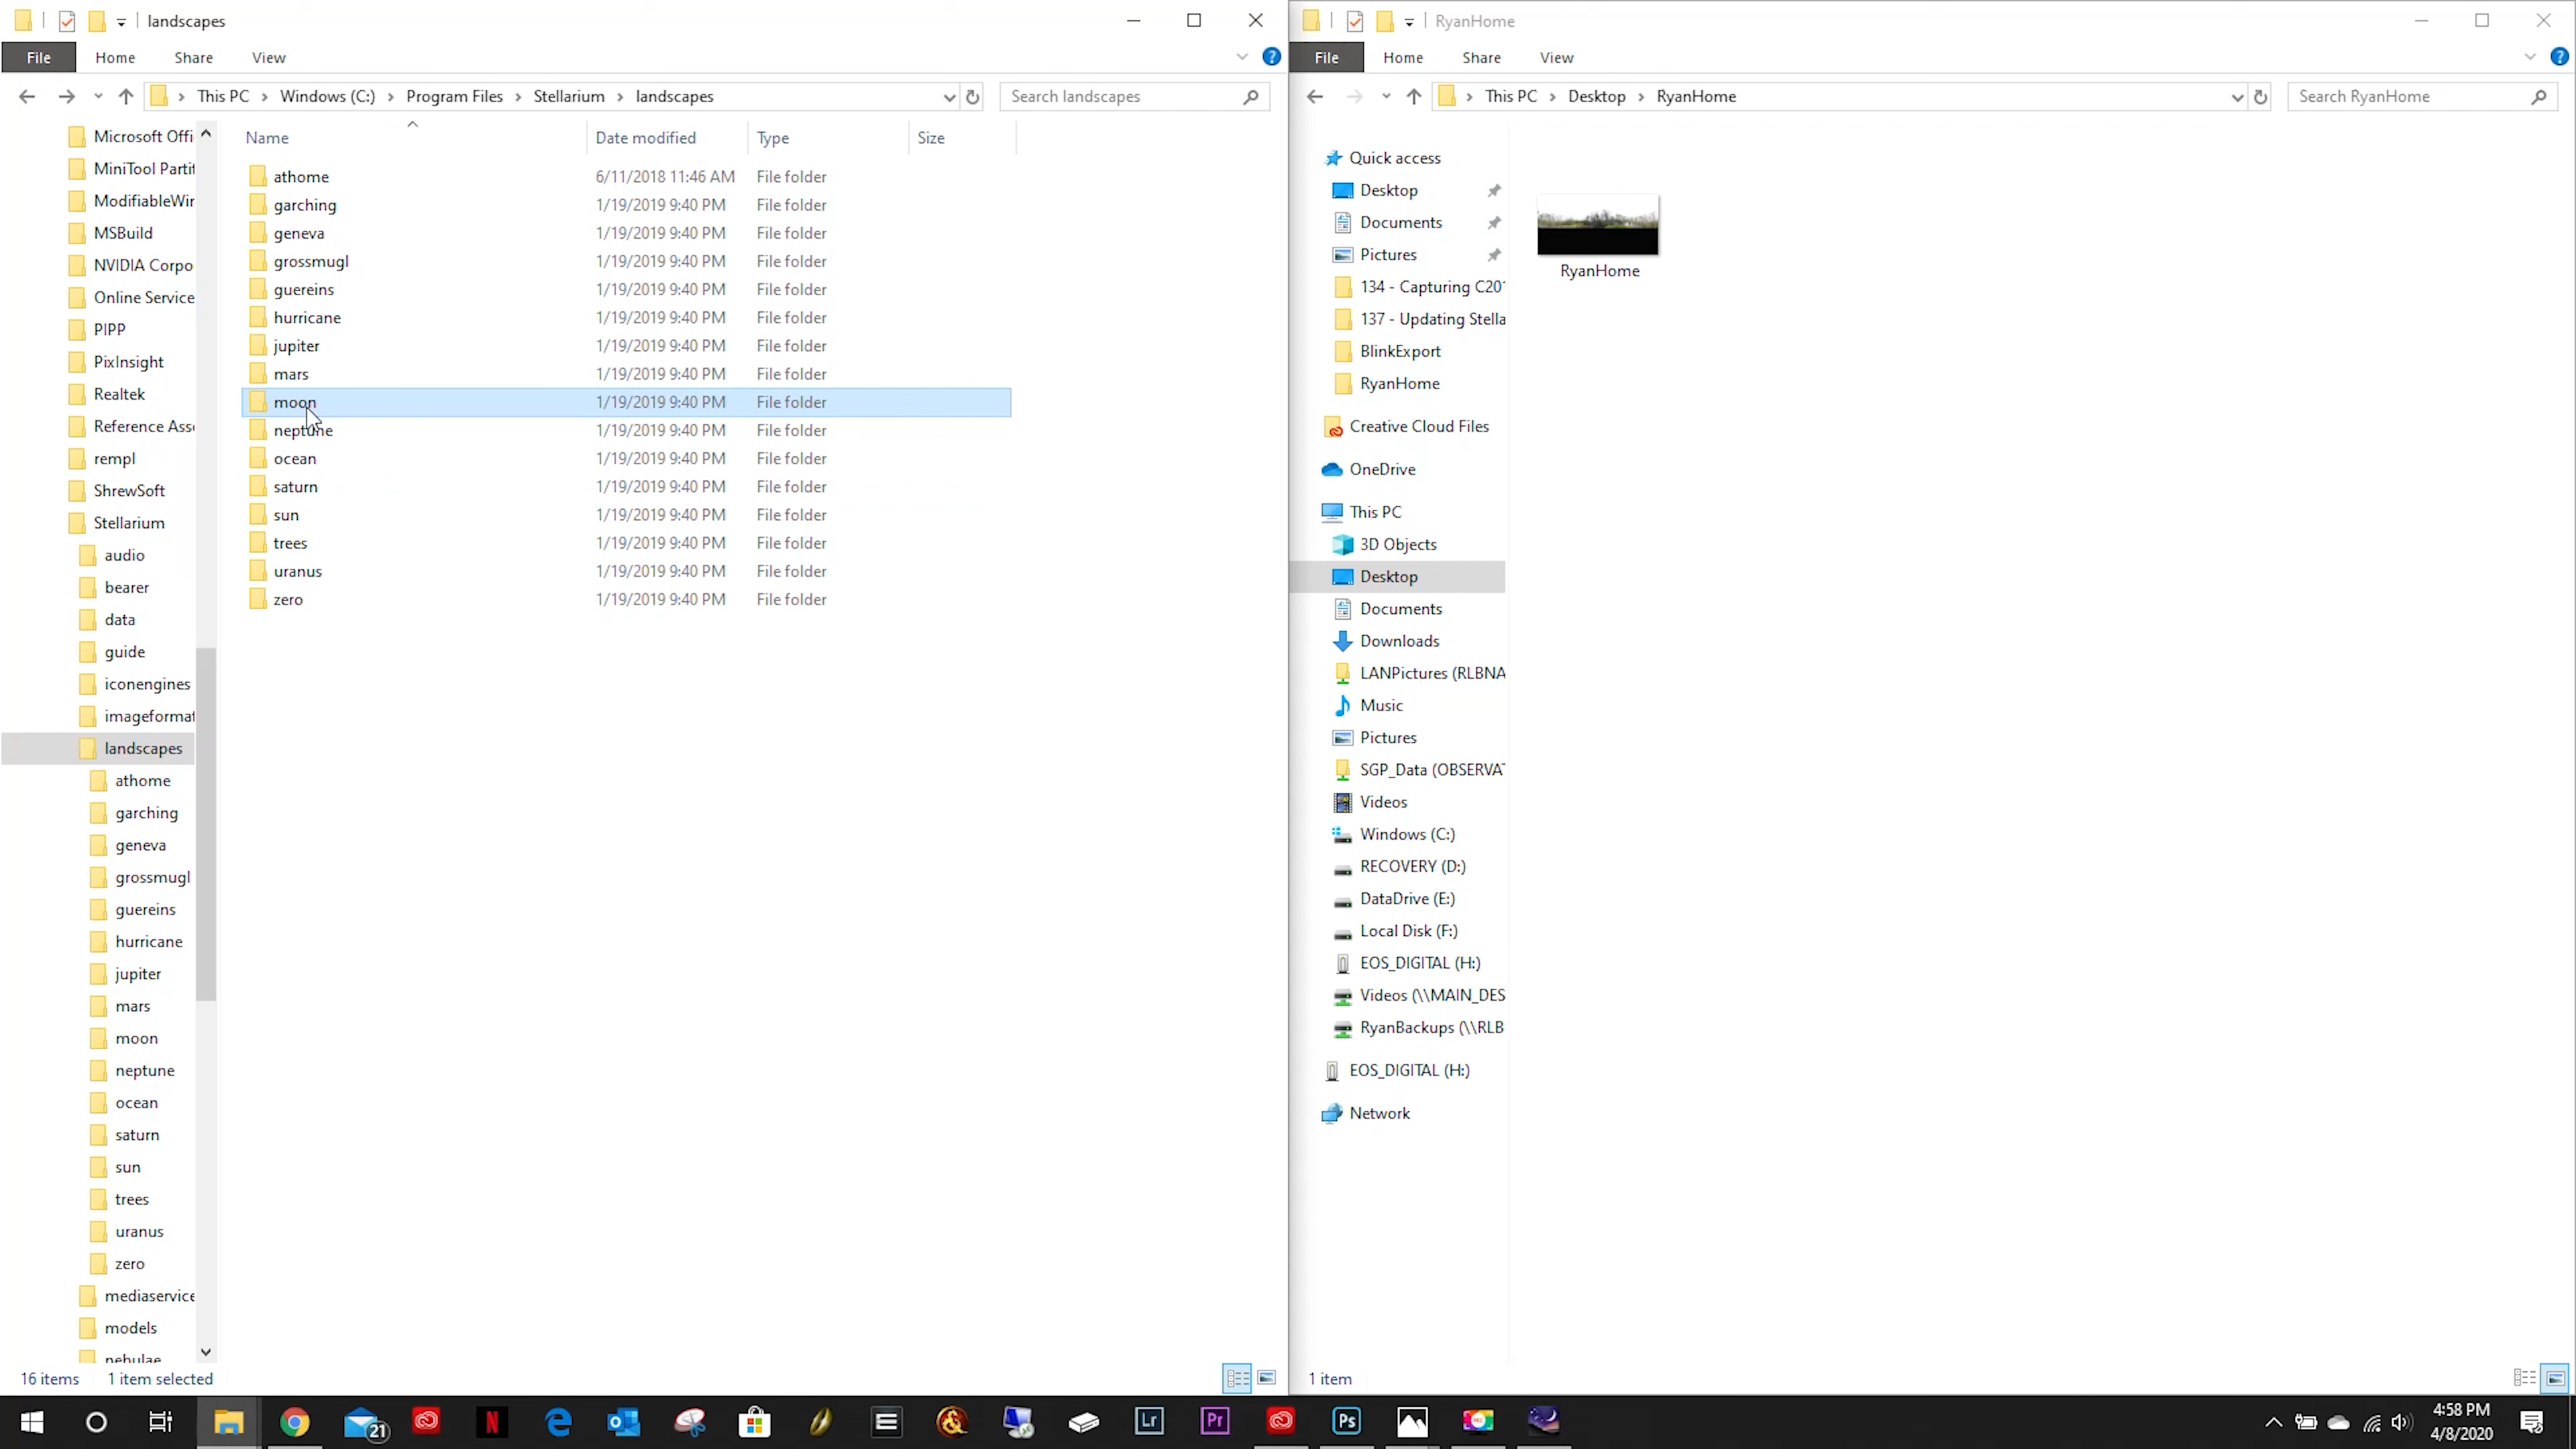 landscapes
File Home Share View
This PC Windows (C:) Program Files Stellarium landscapes
Search landscapes
Microsoft Offi
MiniTool Parti
ModifiableWin
MSBuild
NVIDIA Corpo
Online Service
PIPP
PixInsight
Realtek
Reference Ass
rempl
ShrewSoft
Stellarium
audio
bearer
data
guide
iconengines
imageformat
landscapes
athome
garching
geneva
grossmugl
guereins
hurricane
jupiter
mars
moon
neptune
ocean
saturn
sun
trees
uranus
zero
mediaservice
models
nebulae
Name Date modified Type Size
athome 6/11/2018 11:46 AM File folder
garching 1/19/2019 9:40 PM File folder
geneva 1/19/2019 9:40 PM File folder
grossmugl 1/19/2019 9:40 PM File folder
guereins 1/19/2019 9:40 PM File folder
hurricane 1/19/2019 9:40 PM File folder
jupiter 1/19/2019 9:40 PM File folder
mars 1/19/2019 9:40 PM File folder
moon 1/19/2019 9:40 PM File folder
neptune 1/19/2019 9:40 PM File folder
ocean 1/19/2019 9:40 PM File folder
saturn 1/19/2019 9:40 PM File folder
sun 1/19/2019 9:40 PM File folder
trees 1/19/2019 9:40 PM File folder
uranus 1/19/2019 9:40 PM File folder
zero 1/19/2019 9:40 PM File folder
16 items 1 item selected
RyanHome
File Home Share View
This PC Desktop RyanHome
Search RyanHome
Quick access
Desktop
Documents
Pictures
134 - Capturing C201
137 - Updating Stella
BlinkExport
RyanHome
Creative Cloud Files
OneDrive
This PC
3D Objects
Desktop
Documents
Downloads
LANPictures (RLBNA
Music
Pictures
SGP_Data (OBSERVAT
Videos
Windows (C:)
RECOVERY (D:)
DataDrive (E:)
Local Disk (F:)
EOS_DIGITAL (H:)
Videos (\\MAIN_DES
RyanBackups (\\RLB
EOS_DIGITAL (H:)
Network
RyanHome
1 item
21
N
Lr
Pr
Ps
REC
4:58 PM
4/8/2020